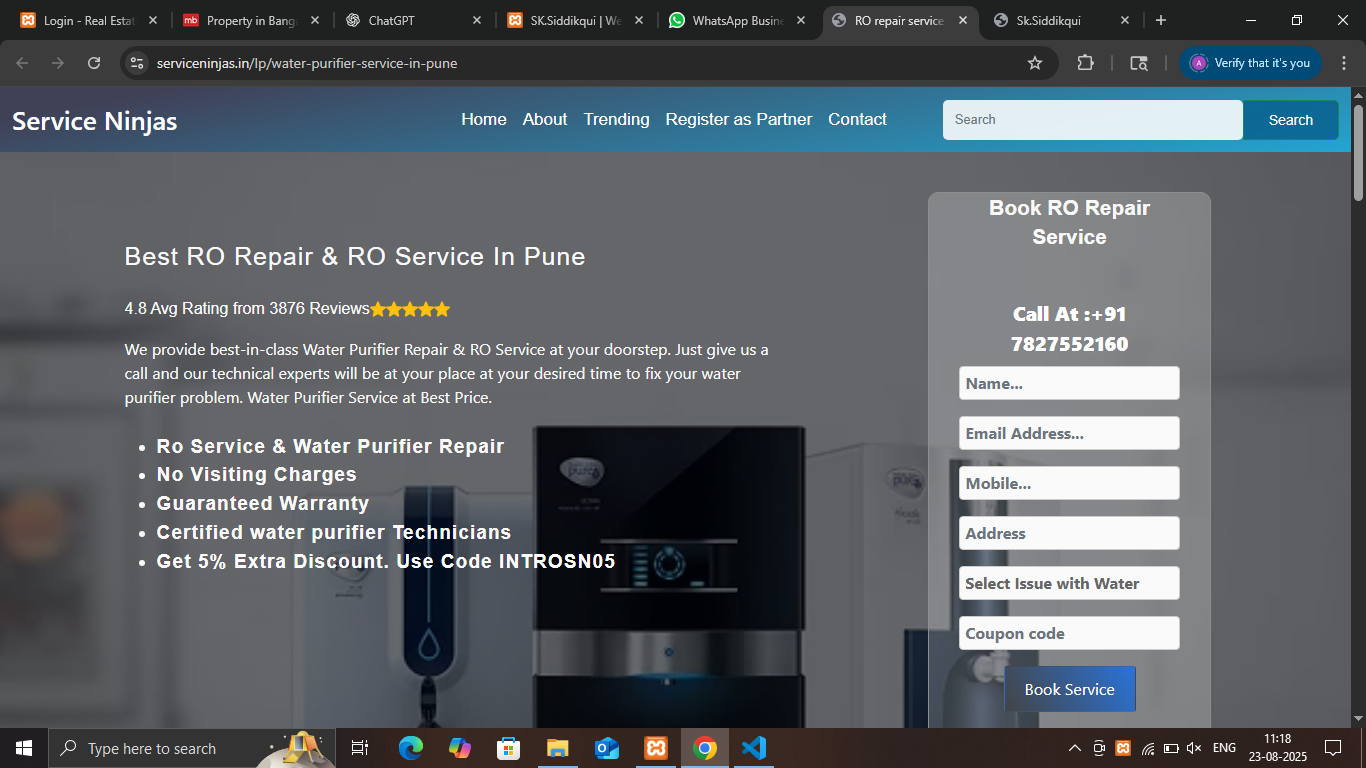 Login - Real Estat
Property in Banga
ChatGPT
SK.Siddikqui | We
WhatsApp Busine
RO repair service
Sk.Siddikqui
serviceninjas.in/lp/water-purifier-service-in-pune
A
Verify that it's you
Service Ninjas
Home
About
Trending
Register as Partner
Contact
Search
Search
Best RO Repair & RO Service In Pune
4.8 Avg Rating from 3876 Reviews
We provide best-in-class Water Purifier Repair & RO Service at your doorstep. Just give us a
call and our technical experts will be at your place at your desired time to fix your water
purifier problem. Water Purifier Service at Best Price.
Ro Service & Water Purifier Repair
No Visiting Charges
Guaranteed Warranty
Certified water purifier Technicians
Get 5% Extra Discount. Use Code INTROSN05
Book RO Repair
Service
Call At :+91
7827552160
Name...
Email Address...
Mobile...
Address
Select Issue with Water
Coupon code
Book Service
Type here to search
ENG
11:18
23-08-2025